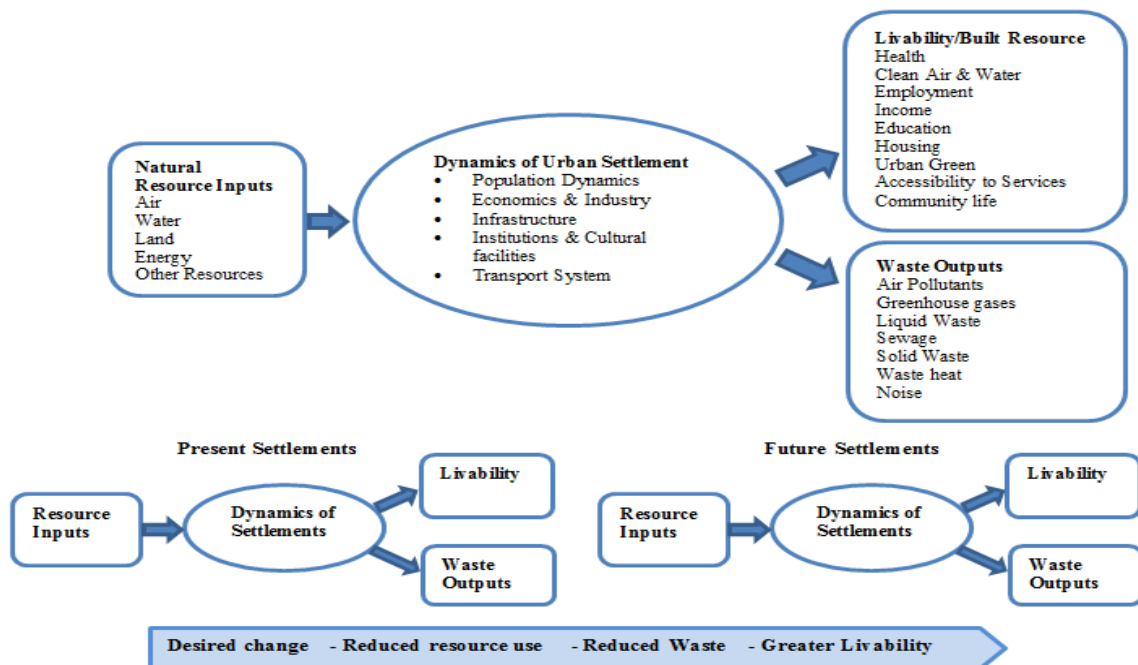 Natural
Resource Inputs
Air
Water
Land
Energy
Other Resources
Dynamics of Urban Settlement
• Population Dynamics
• Economics & Industry
• Infrastructure
• Institutions & Cultural
facilities
• Transport System
Livability/Built Resource
Health
Clean Air & Water
Employment
Income
Education
Housing
Urban Green
Accessibility to Services
Community life
Waste Outputs
Air Pollutants
Greenhouse gases
Liquid Waste
Sewage
Solid Waste
Waste heat
Noise
Present Settlements
Resource
Inputs
Dynamics of
Settlements
Livability
Waste
Outputs
Future Settlements
Resource
Inputs
Dynamics of
Settlements
Livability
Waste
Outputs
Desired change - Reduced resource use - Reduced Waste - Greater Livability